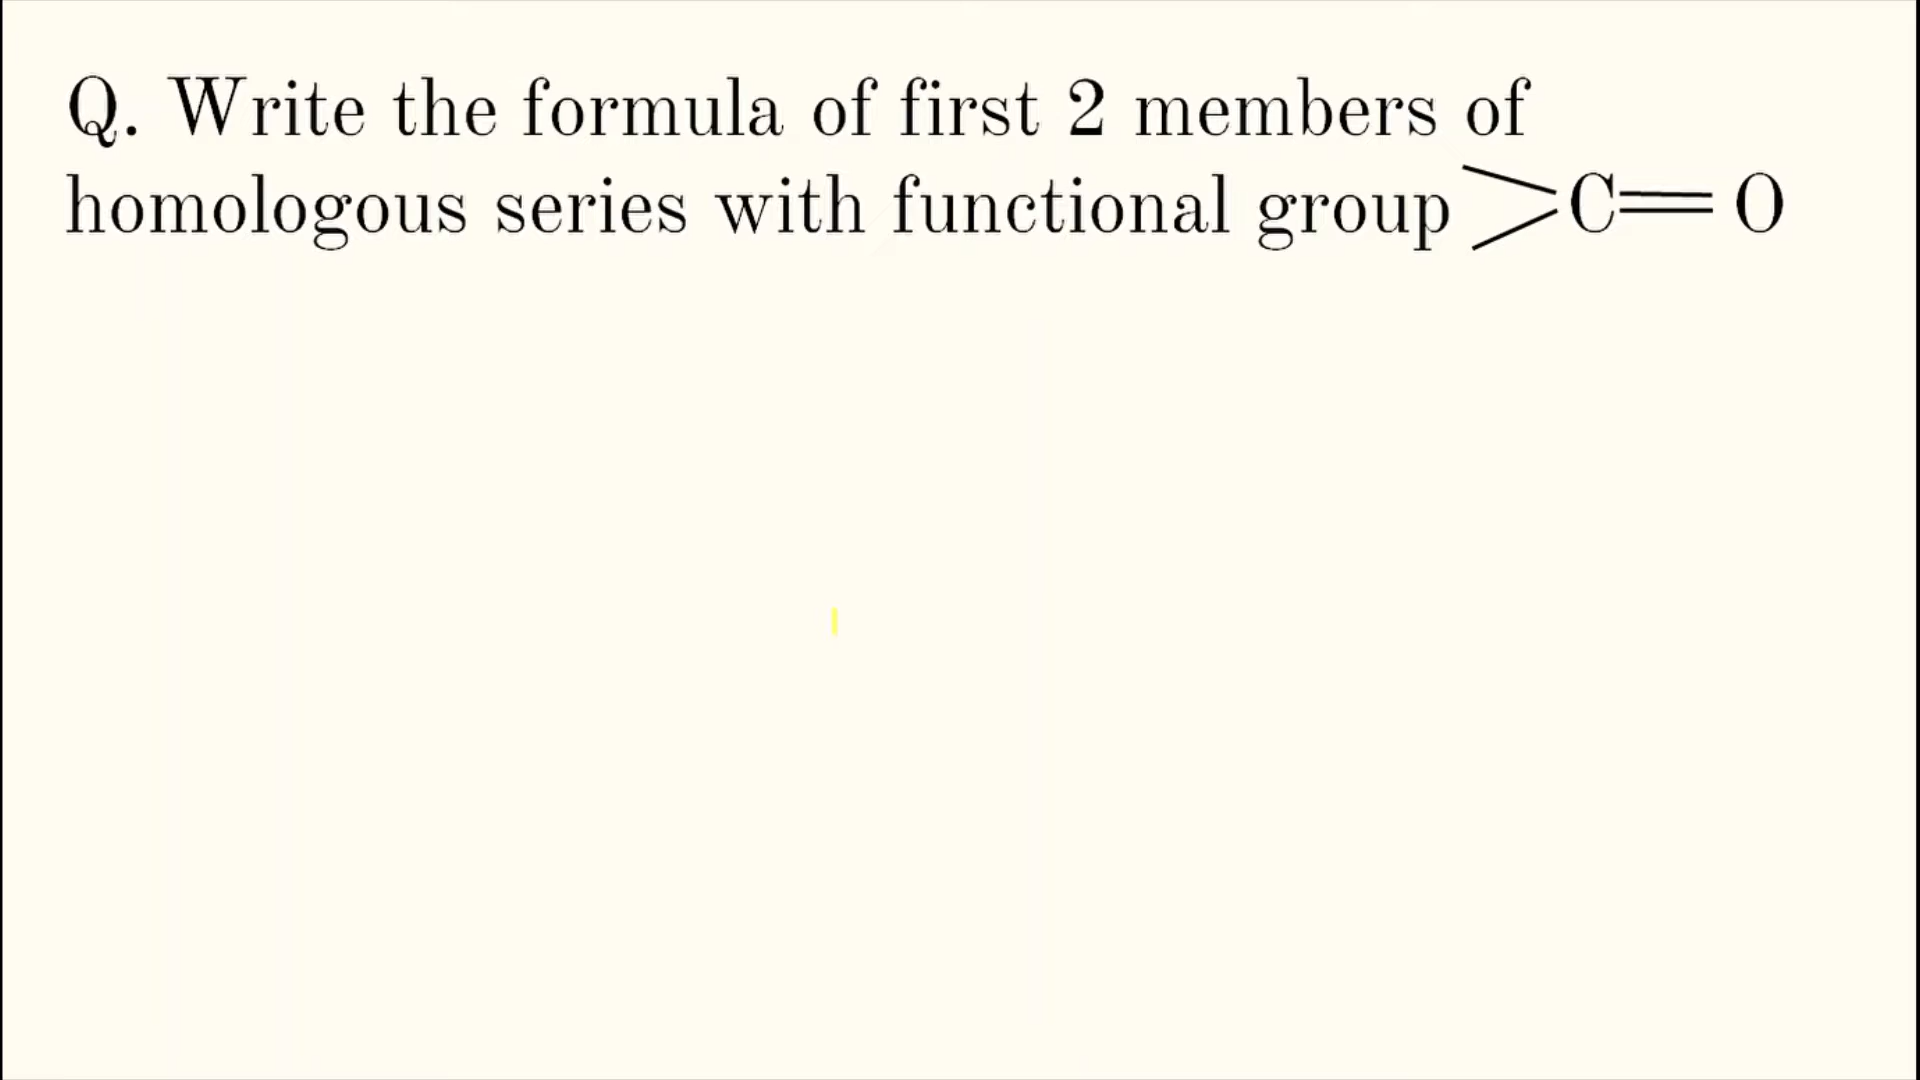 Q. Write the formula of first 2 members of
homologous series with functional group >C=O